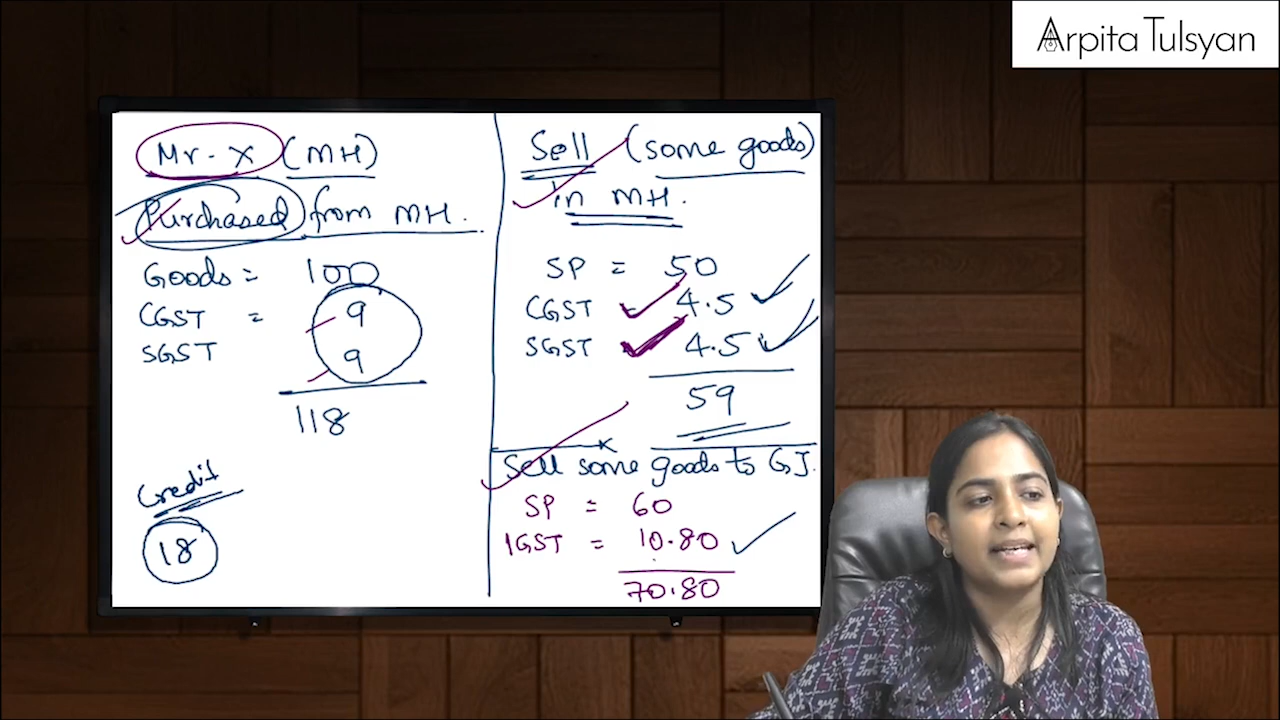 Arpita Tulsyan
Mr. X (MH)
Purchased from MH.
Goods = 100
CGST = 9
SGST 9
118
Credit
18
Sell (some goods)
in MH.
SP = 50
CGST 4.5
SGST 4.5
59
Sell some goods to GJ.
SP = 60
IGST = 10.80
70.80